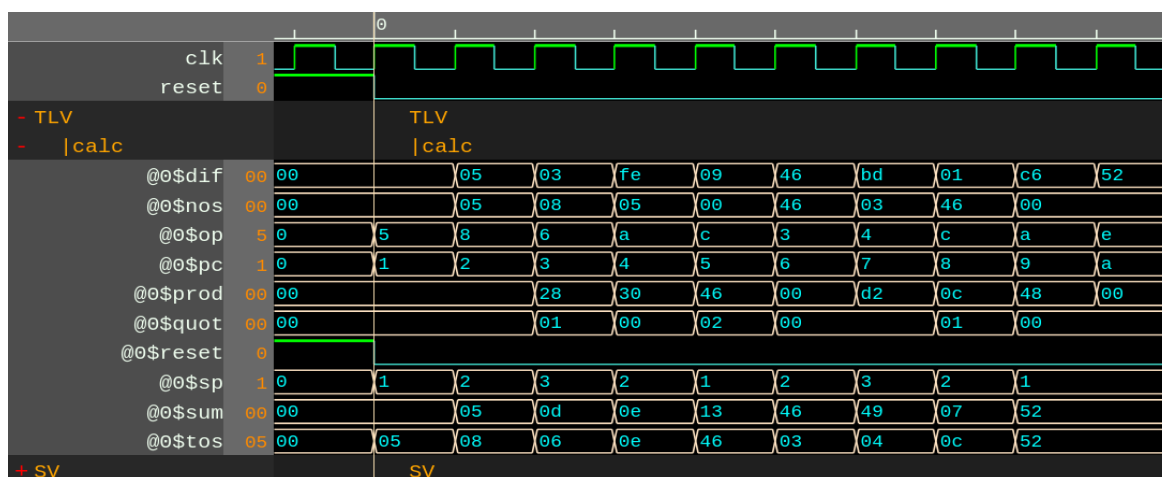 0
clk 1
reset 0
- TLV TLV
- |calc |calc
@0$dif 00 00 05 03 fe 09 46 bd 01 c6 52
@0$nos 00 00 05 08 05 00 46 03 46 00
@0$op 5 0 5 8 6 a c 3 4 c a e
@0$pc 1 0 1 2 3 4 5 6 7 8 9 a
@0$prod 00 00 28 30 46 00 d2 0c 48 00
@0$quot 00 00 01 00 02 00 01 00
@0$reset 0
@0$sp 1 0 1 2 3 2 1 2 3 2 1
@0$sum 00 00 05 0d 0e 13 46 49 07 52
@0$tos 05 00 05 08 06 0e 46 03 04 0c 52
+ SV SV